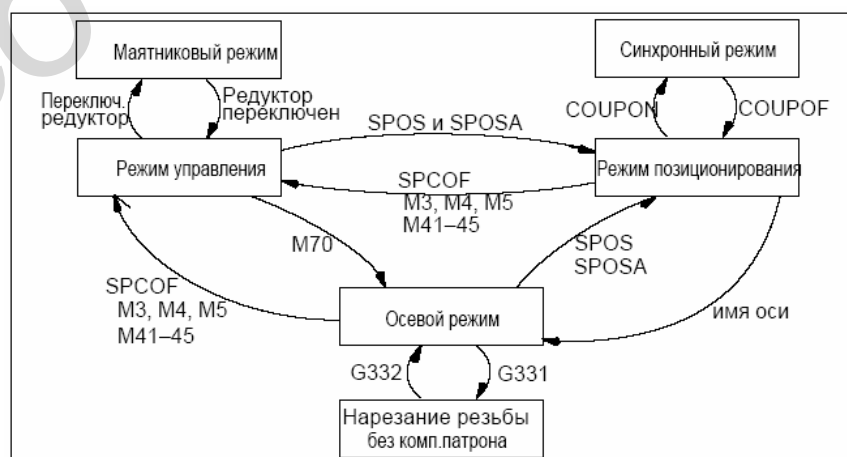 Маятниковый режим
Синхронный режим
Переключ.
редуктор
Редуктор
переключен
COUPON
COUPOF
SPOS и SPOSA
Режим управления
Режим позиционирования
SPCOF
M3, M4, M5
M41–45
M70
SPOS
SPOSA
SPCOF
M3, M4, M5
M41–45
имя оси
Осевой режим
G332
G331
Нарезание резьбы
без комп.патрона